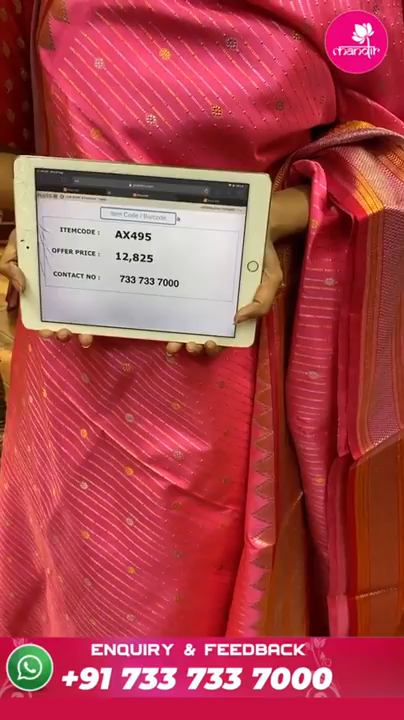 mandir
Item Code / Barcode
ITEMCODE : AX495
OFFER PRICE : 12,825
CONTACT NO : 733 733 7000
ENQUIRY & FEEDBACK
+91 733 733 7000